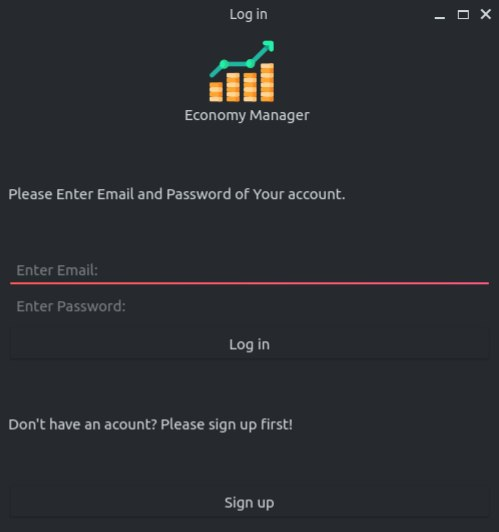 Log in
Economy Manager
Please Enter Email and Password of Your account.
Enter Email:
Enter Password:
Log in
Don't have an acount? Please sign up first!
Sign up